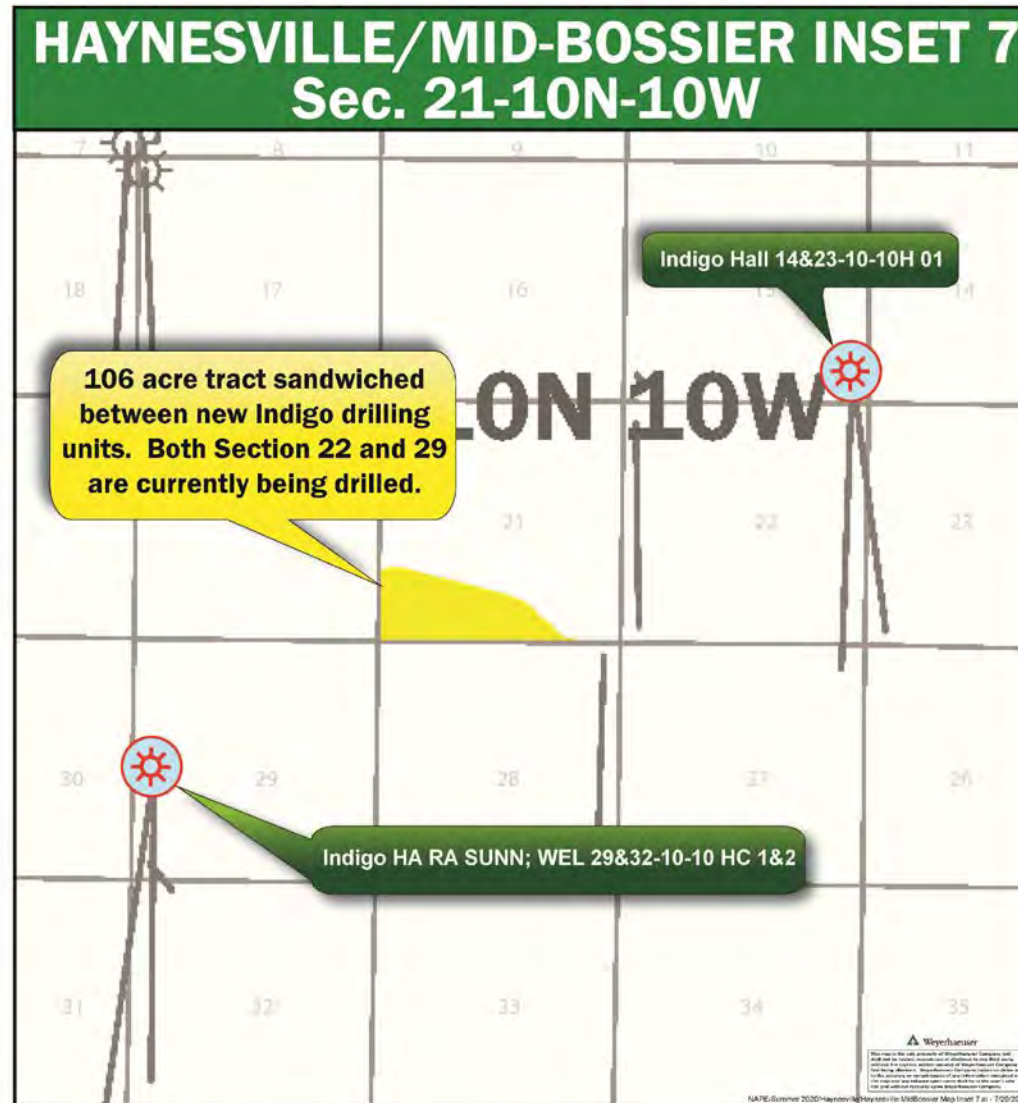 HAYNESVILLE/MID-BOSSIER INSET 7
Sec. 21-10N-10W
7
8
9
10
11
Indigo Hall 14&23-10-10H 01
18
17
16
15
14
106 acre tract sandwiched
between new Indigo drilling
units. Both Section 22 and 29
are currently being drilled.
10N 10W
21
22
23
30
29
28
27
26
Indigo HA RA SUNN; WEL 29&32-10-10 HC 1&2
31
32
33
34
35
Weyerhaeuser